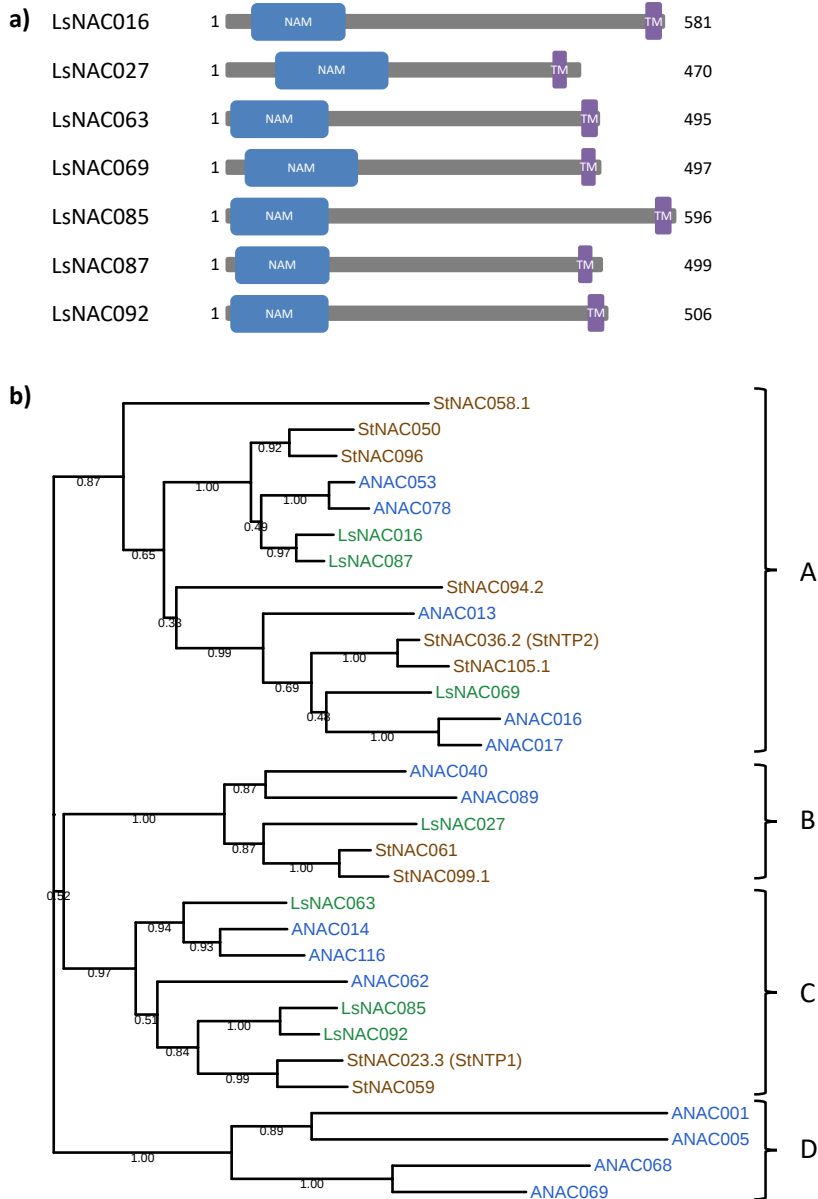 a)
LsNAC016 1 NAM TM 581
LsNAC027 1 NAM TM 470
LsNAC063 1 NAM TM 495
LsNAC069 1 NAM TM 497
LsNAC085 1 NAM TM 596
LsNAC087 1 NAM TM 499
LsNAC092 1 NAM TM 506
b)
StNAC058.1
StNAC050
0.92
StNAC096
0.87
ANAC053
1.00
1.00
ANAC078
0.49
LsNAC016
0.97
0.65
LsNAC087
A
StNAC094.2
ANAC013
0.33
StNAC036.2 (StNTP2)
0.99
1.00
StNAC105.1
0.69
LsNAC069
0.48
ANAC016
1.00
ANAC017
ANAC040
0.87
ANAC089
1.00
LsNAC027
B
0.87
StNAC061
1.00
StNAC099.1
0.52
LsNAC063
0.94
ANAC014
0.93
ANAC116
0.97
ANAC062
C
LsNAC085
0.51
1.00
LsNAC092
0.84
StNAC023.3 (StNTP1)
0.99
StNAC059
ANAC001
0.89
ANAC005
1.00
D
ANAC068
1.00
ANAC069